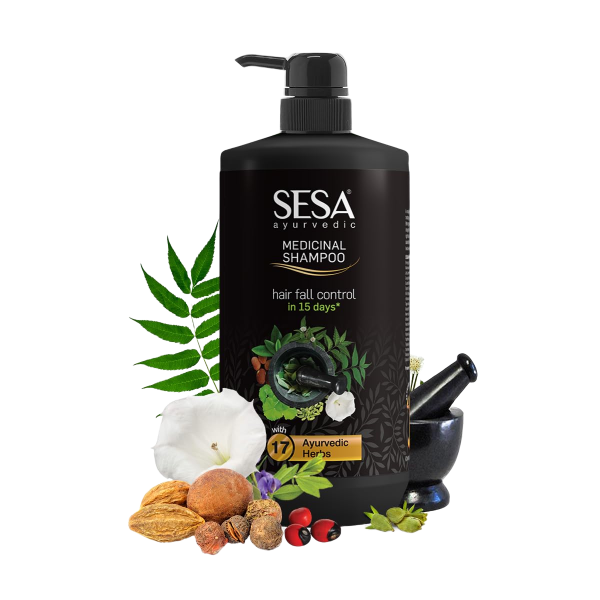 SESA®
ayurvedic
MEDICINAL
SHAMPOO
hair fall control
in 15 days*
with
17 Ayurvedic
Herbs